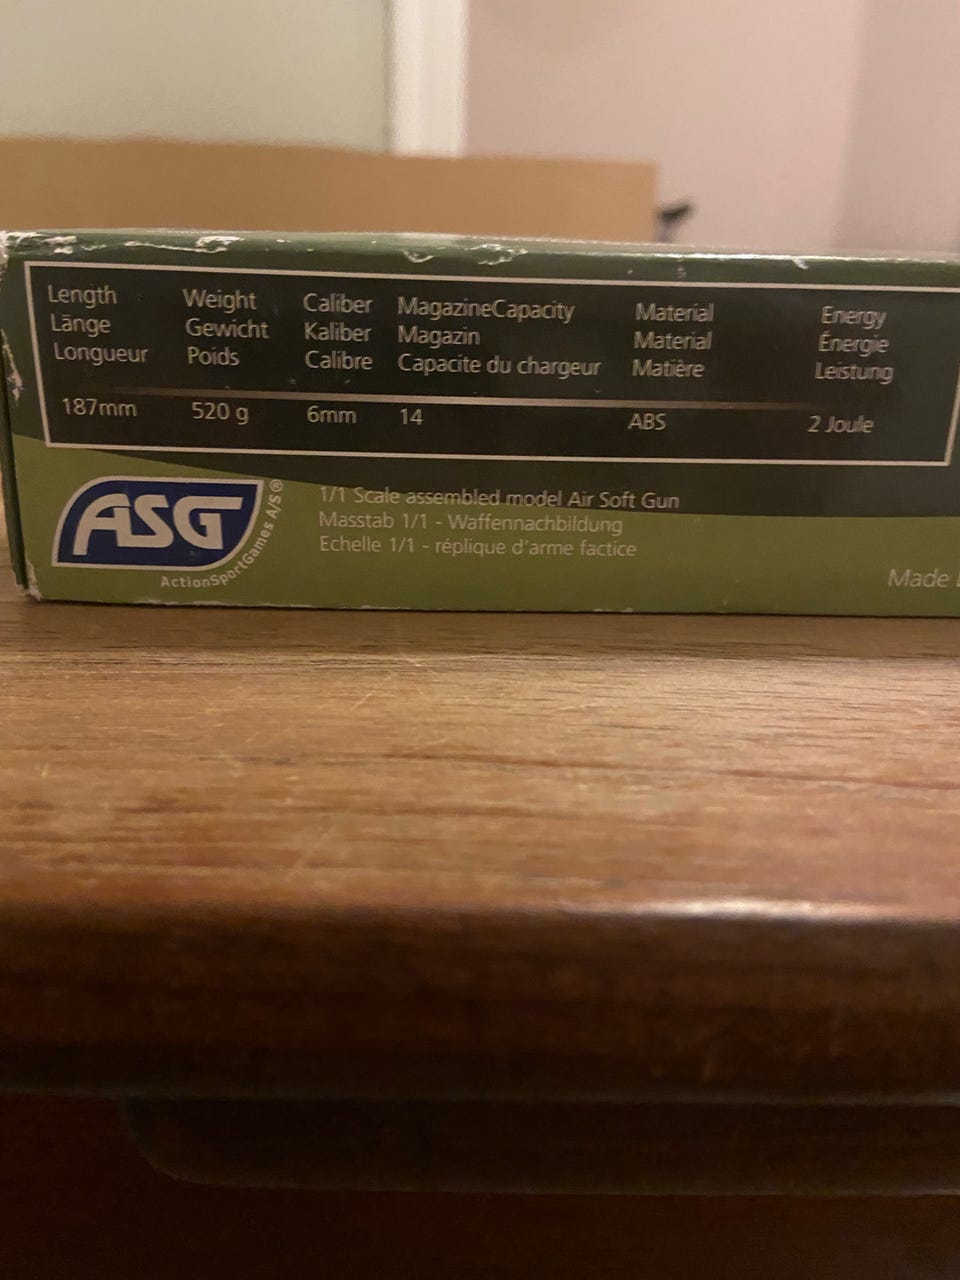 Length Weight Caliber MagazineCapacity Material Energy
Länge Gewicht Kaliber Magazin Material Énergie
Longueur Poids Calibre Capacite du chargeur Matière Leistung
187mm 520 g 6mm 14 ABS 2 Joule
ASG
ActionSportGames A/S®
1/1 Scale assembled model Air Soft Gun
Masstab 1/1 - Waffennachbildung
Echelle 1/1 - réplique d'arme factice
Made